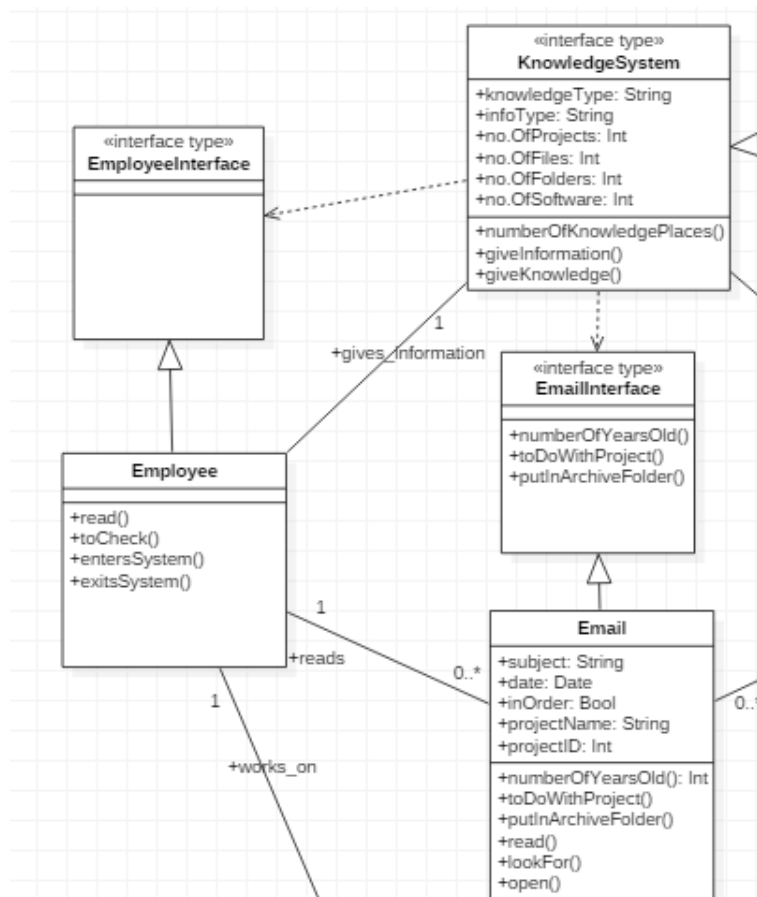 «interface type»
KnowledgeSystem
+knowledgeType: String
+infoType: String
+no.OfProjects: Int
+no.OfFiles: Int
+no.OfFolders: Int
+no.OfSoftware: Int
+numberOfKnowledgePlaces()
+giveInformation()
+giveKnowledge()
«interface type»
EmployeeInterface
1
+gives_information
«interface type»
EmailInterface
+numberOfYearsOld()
+toDoWithProject()
+putInArchiveFolder()
Employee
+read()
+toCheck()
+entersSystem()
+exitsSystem()
1
+reads
0..*
1
+works_on
Email
+subject: String
+date: Date
+inOrder: Bool
+projectName: String
+projectID: Int
+numberOfYearsOld(): Int
+toDoWithProject()
+putInArchiveFolder()
+read()
+lookFor()
+open()
0..*